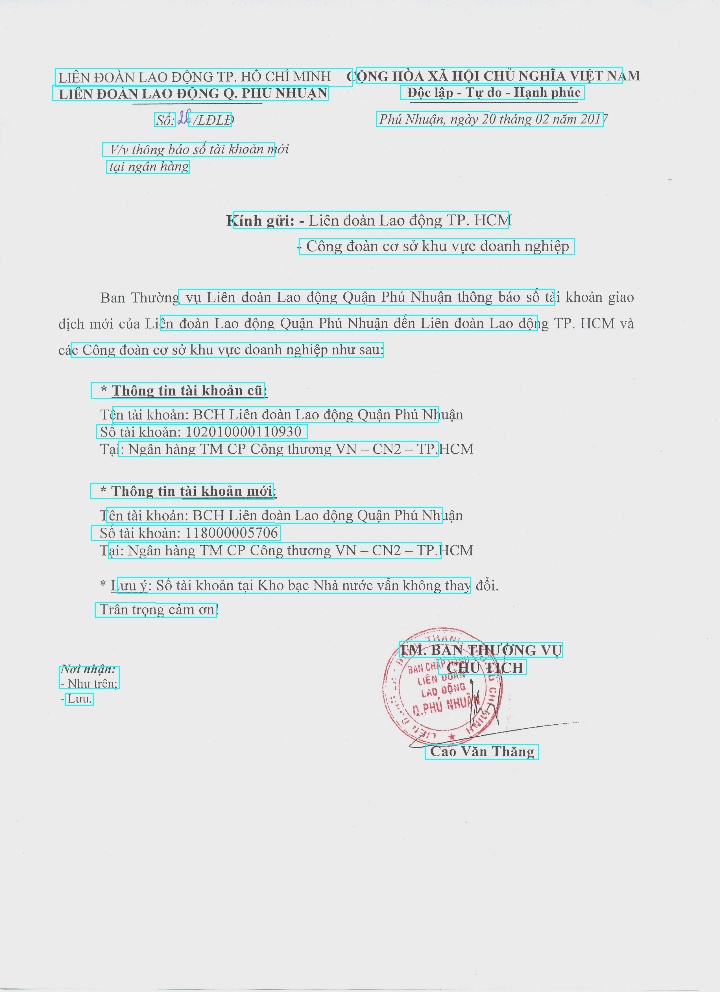 LIÊN ĐOÀN LAO ĐỘNG TP. HỒ CHÍ MINH
CỘNG HÒA XÃ HỘI CHỦ NGHĨA VIỆT NAM
LIÊN ĐOÀN LAO ĐỘNG Q. PHÚ NHUẬN
Độc lập - Tự do - Hạnh phúc
Số: /LĐLĐ
Phú Nhuận, ngày 20 tháng 02 năm 2017
V/v thông báo số tài khoản mới
tại ngân hàng
Kính gửi: - Liên đoàn Lao động TP. HCM
- Công đoàn cơ sở khu vực doanh nghiệp
Ban Thường vụ Liên đoàn Lao động Quận Phú Nhuận thông báo số tài khoản giao
dịch mới của Liên đoàn Lao động Quận Phú Nhuận đến Liên đoàn Lao động TP. HCM và
các Công đoàn cơ sở khu vực doanh nghiệp như sau:
* Thông tin tài khoản cũ:
Tên tài khoản: BCH Liên đoàn Lao động Quận Phú Nhuận
Số tài khoản: 102010000110930
Tại: Ngân hàng TM CP Công thương VN – CN2 – TP.HCM
* Thông tin tài khoản mới:
Tên tài khoản: BCH Liên đoàn Lao động Quận Phú Nhuận
Số tài khoản: 118000005706
Tại: Ngân hàng TM CP Công thương VN – CN2 – TP.HCM
* Lưu ý: Số tài khoản tại Kho bạc Nhà nước vẫn không thay đổi.
Trân trọng cảm ơn!
TM. BAN THƯỜNG VỤ
CHỦ TỊCH
Nơi nhận:
- Như trên;
- Lưu.
BAN CHẤP
LIÊN ĐOÀN
LAO ĐỘNG
Q.PHÚ NHUẬN
Cao Văn Thăng